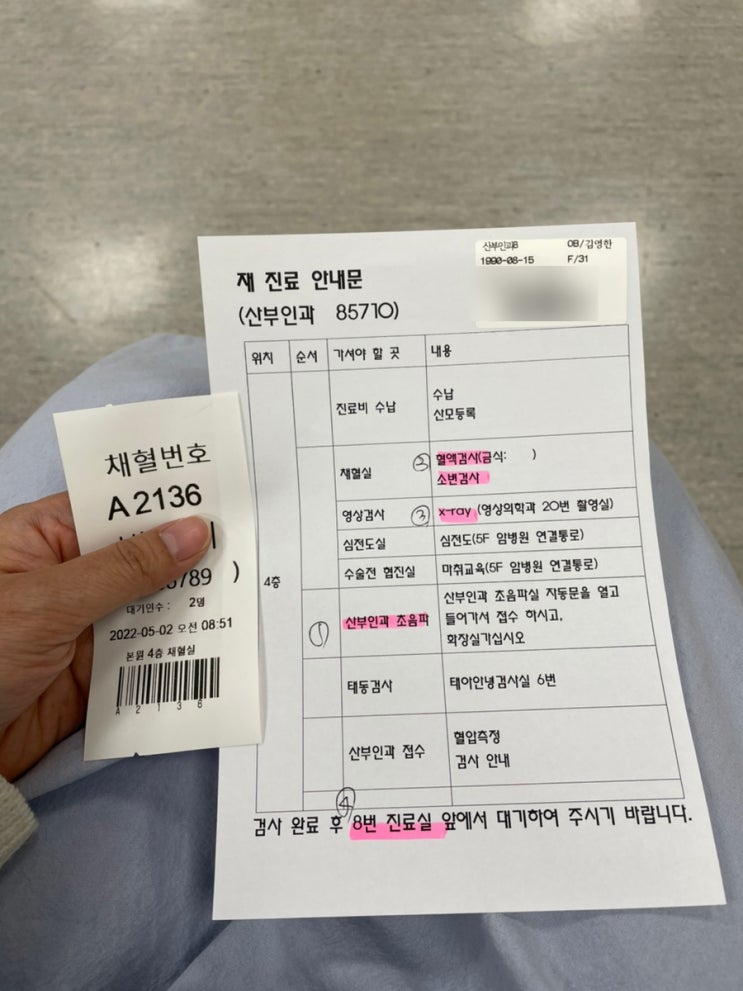 산부인과8 OB/김영한
1990-08-15 F/31
재 진료 안내문
(산부인과 85710)
위치 순서 가셔야 할 곳 내용
진료비 수납 수납
산모등록
채혈실 혈액검사(금식: )
소변검사
영상검사 ③ x-ray (영상의학과 20번 촬영실)
심전도실 심전도(5F 암병원 연결통로)
수술전 협진실 마취교육(5F 암병원 연결통로)
4층
① 산부인과 초음파 산부인과 초음파실 자동문을 열고
들어가서 접수 하시고,
화장실가십시오
태동검사 태아안녕검사실 6번
산부인과 접수 혈압측정
검사 안내
④
검사 완료 후 8번 진료실 앞에서 대기하여 주시기 바랍니다.
채혈번호
A2136
789 )
대기인수 : 2명
2022-05-02 오전 08:51
본원 4층 채혈실
A 2 1 3 6